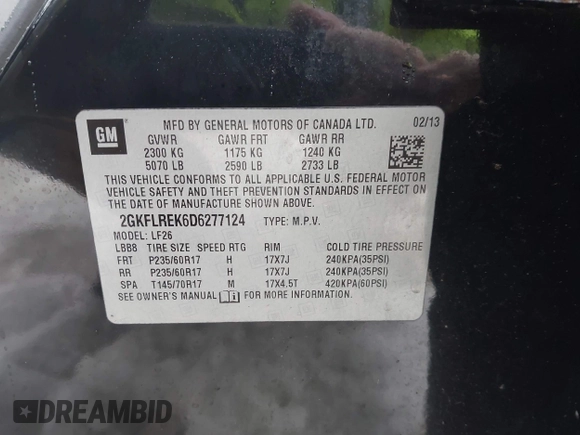 GM
MFD BY GENERAL MOTORS OF CANADA LTD. 02/13
GVWR GAWR FRT GAWR RR
2300 KG 1175 KG 1240 KG
5070 LB 2590 LB 2733 LB
THIS VEHICLE CONFORMS TO ALL APPLICABLE U.S. FEDERAL MOTOR
VEHICLE SAFETY AND THEFT PREVENTION STANDARDS IN EFFECT ON
THE DATE OF MANUFACTURE SHOWN ABOVE.
2GKFLREK6D6277124 TYPE: M.P.V.
MODEL: LF26
LBB8 TIRE SIZE SPEED RTG RIM COLD TIRE PRESSURE
FRT P235/60R17 H 17X7J 240KPA(35PSI)
RR P235/60R17 H 17X7J 240KPA(35PSI)
SPA T145/70R17 M 17X4.5T 420KPA(60PSI)
SEE OWNER'S MANUAL FOR MORE INFORMATION.
DREAMBID